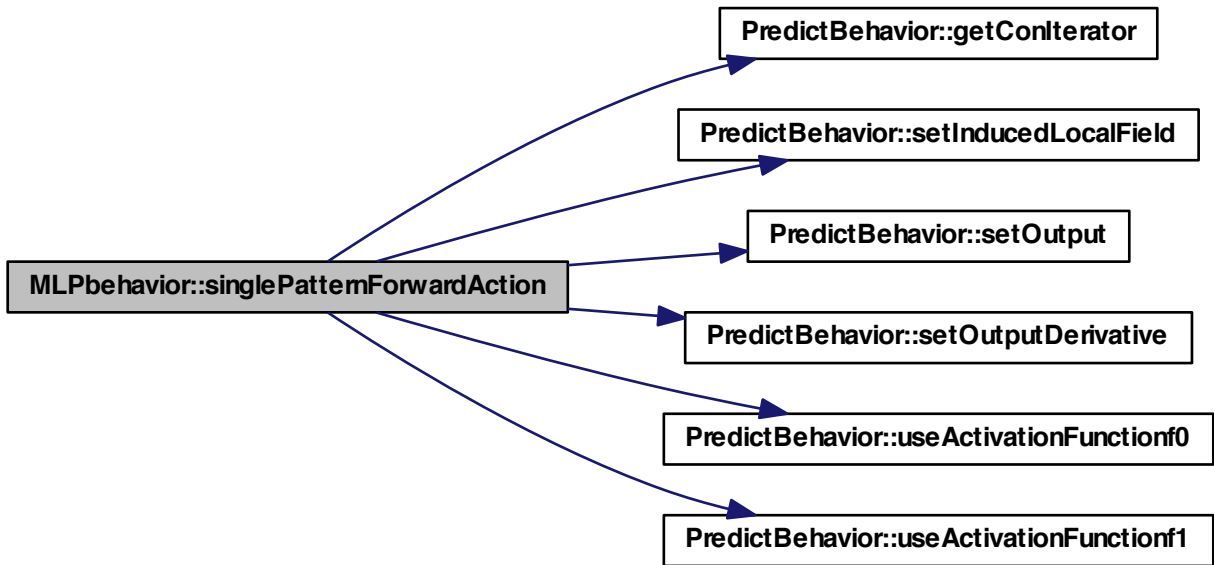 PredictBehavior::getConIterator
PredictBehavior::setInducedLocalField
PredictBehavior::setOutput
MLPbehavior::singlePatternForwardAction
PredictBehavior::setOutputDerivative
PredictBehavior::useActivationFunctionf0
PredictBehavior::useActivationFunctionf1